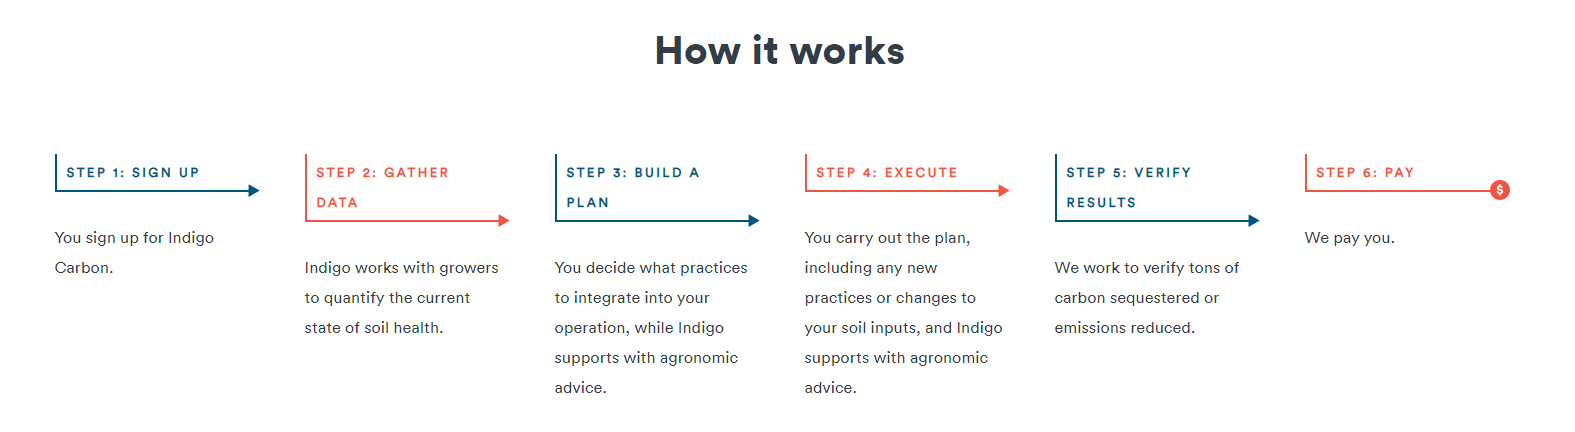 How it works
STEP 1: SIGN UP
You sign up for Indigo
Carbon.
STEP 2: GATHER
DATA
Indigo works with growers
to quantify the current
state of soil health.
STEP 3: BUILD A
PLAN
You decide what practices
to integrate into your
operation, while Indigo
supports with agronomic
advice.
STEP 4: EXECUTE
You carry out the plan,
including any new
practices or changes to
your soil inputs, and Indigo
supports with agronomic
advice.
STEP 5: VERIFY
RESULTS
We work to verify tons of
carbon sequestered or
emissions reduced.
STEP 6: PAY
$
We pay you.